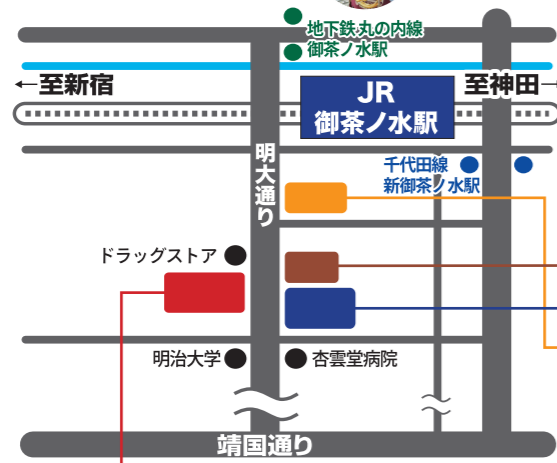 地下鉄丸の内線
御茶ノ水駅
←至新宿
JR
御茶ノ水駅
至神田→
明大通り
千代田線
新御茶ノ水駅
ドラッグストア
明治大学
杏雲堂病院
靖国通り